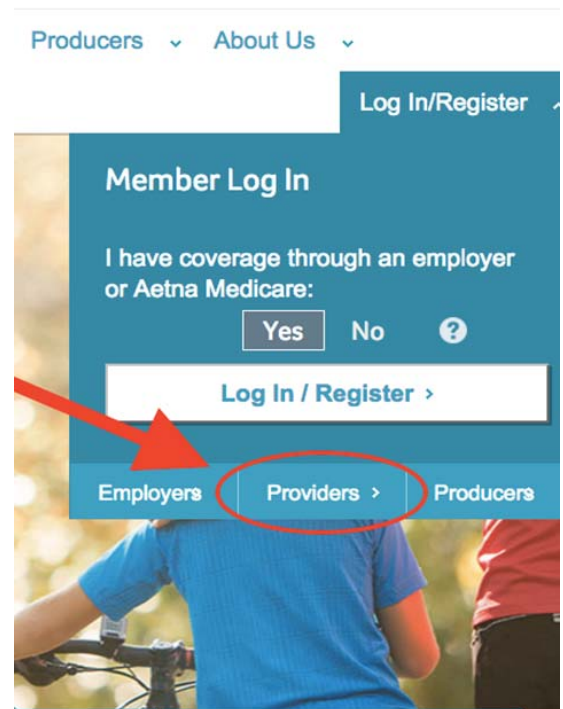 Producers About Us
Log In/Register
Member Log In
I have coverage through an employer
or Aetna Medicare:
Yes No ?
Log In / Register >
Employers Providers > Producers